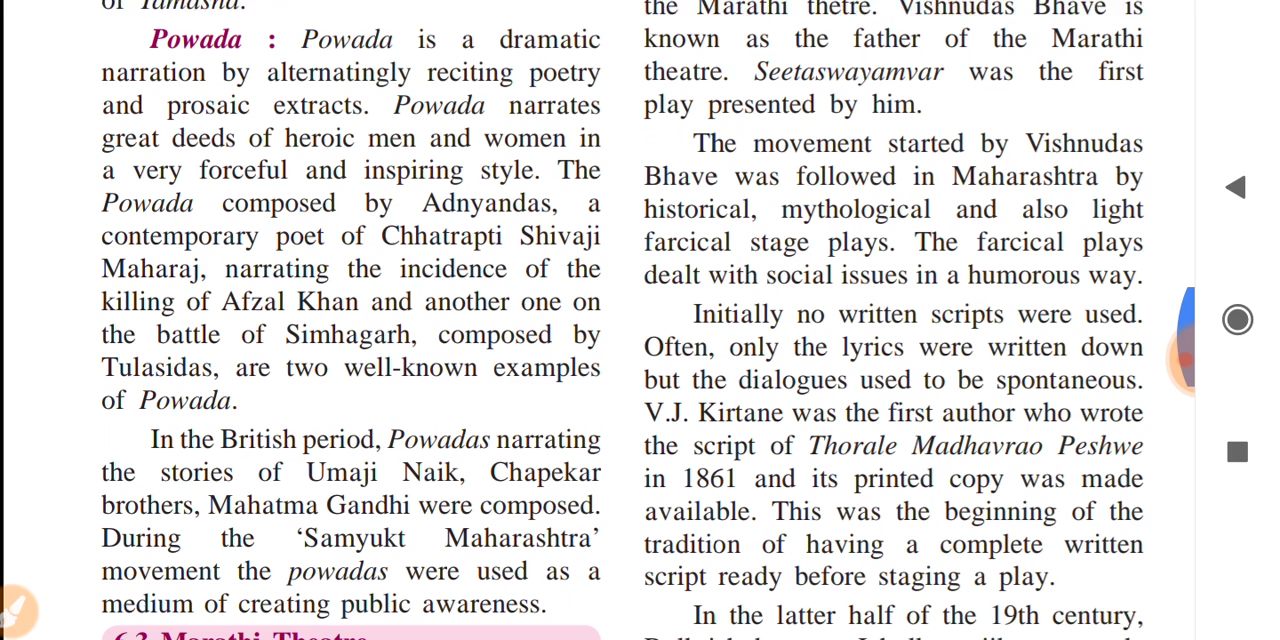 of Tamasha.
Powada : Powada is a dramatic
narration by alternatingly reciting poetry
and prosaic extracts. Powada narrates
great deeds of heroic men and women in
a very forceful and inspiring style. The
Powada composed by Adnyandas, a
contemporary poet of Chhatrapti Shivaji
Maharaj, narrating the incidence of the
killing of Afzal Khan and another one on
the battle of Simhagarh, composed by
Tulasidas, are two well-known examples
of Powada.
In the British period, Powadas narrating
the stories of Umaji Naik, Chapekar
brothers, Mahatma Gandhi were composed.
During the ‘Samyukt Maharashtra’
movement the powadas were used as a
medium of creating public awareness.
Marathi Theatre
the Marathi thetre. Vishnudas Bhave is
known as the father of the Marathi
theatre. Seetaswayamvar was the first
play presented by him.
The movement started by Vishnudas
Bhave was followed in Maharashtra by
historical, mythological and also light
farcical stage plays. The farcical plays
dealt with social issues in a humorous way.
Initially no written scripts were used.
Often, only the lyrics were written down
but the dialogues used to be spontaneous.
V.J. Kirtane was the first author who wrote
the script of Thorale Madhavrao Peshwe
in 1861 and its printed copy was made
available. This was the beginning of the
tradition of having a complete written
script ready before staging a play.
In the latter half of the 19th century,